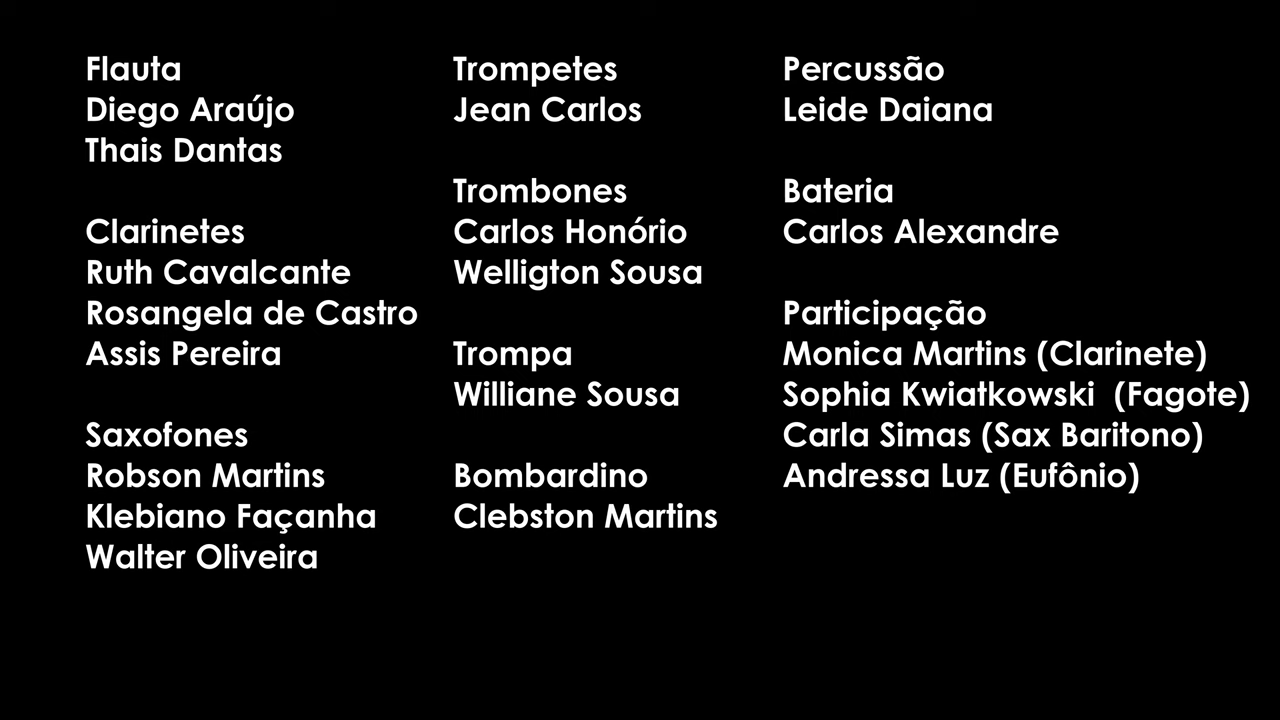 Flauta
Diego Araújo
Thais Dantas
Clarinetes
Ruth Cavalcante
Rosangela de Castro
Assis Pereira
Saxofones
Robson Martins
Klebiano Façanha
Walter Oliveira
Trompetes
Jean Carlos
Trombones
Carlos Honório
Welligton Sousa
Trompa
Williane Sousa
Bombardino
Clebston Martins
Percussão
Leide Daiana
Bateria
Carlos Alexandre
Participação
Monica Martins (Clarinete)
Sophia Kwiatkowski  (Fagote)
Carla Simas (Sax Baritono)
Andressa Luz (Eufônio)